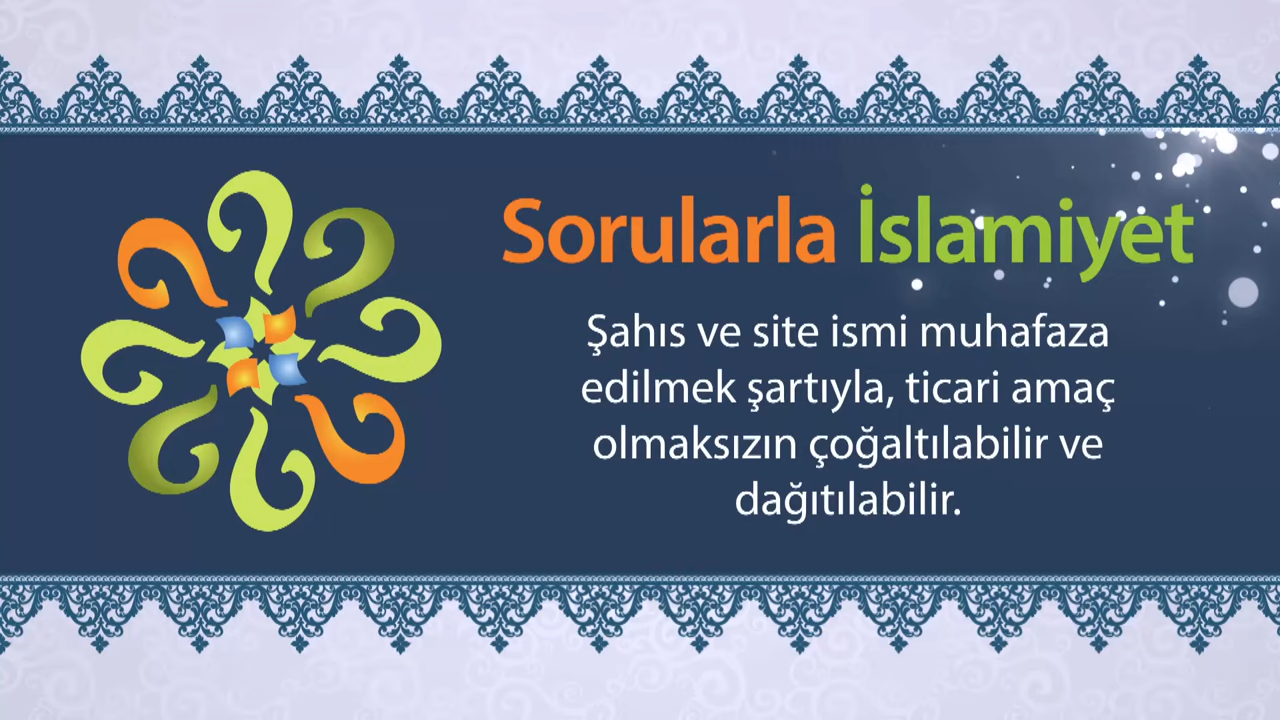 Sorularla İslamiyet
Şahıs ve site ismi muhafaza
edilmek şartıyla, ticari amaç
olmaksızın çoğaltılabilir ve
dağıtılabilir.